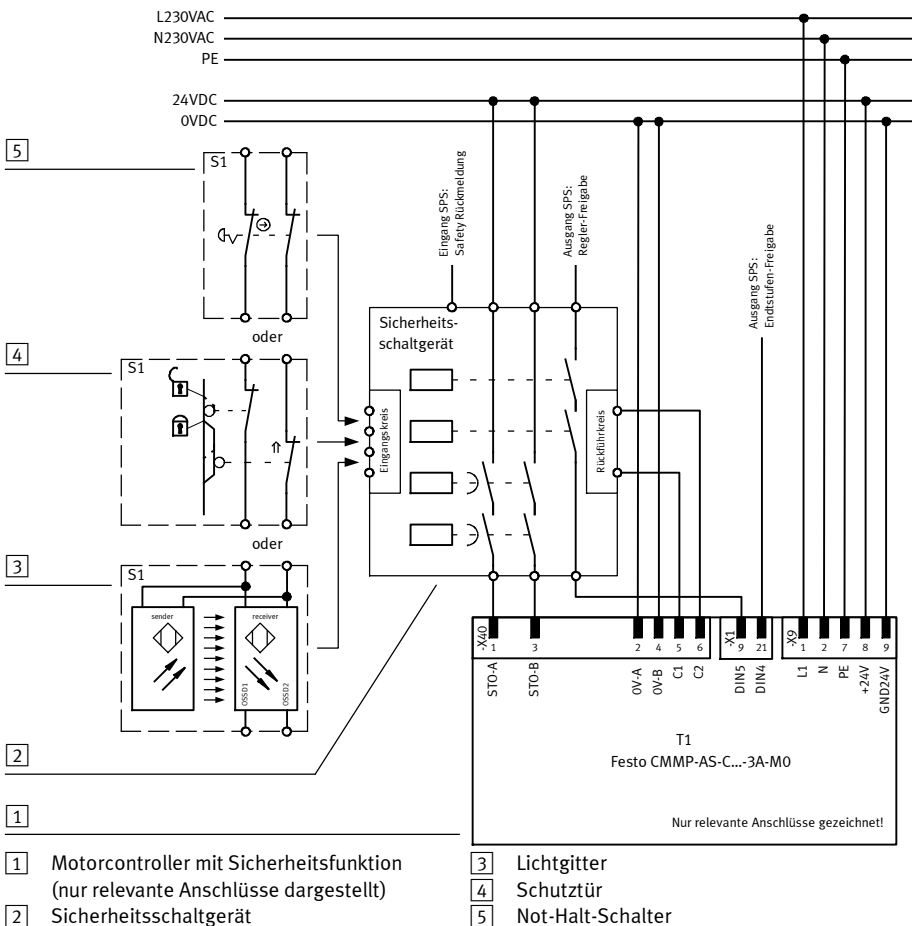 L230VAC
N230VAC
PE
24VDC
0VDC
5
S1
oder
4
S1
oder
3
S1
sender
receiver
OSSD1
OSSD2
2
1
Eingang SPS:
Safety Rückmeldung
Ausgang SPS:
Regler-Freigabe
Ausgang SPS:
Endtstufen-Freigabe
Sicherheits-
schaltgerät
Eingangskreis
Rückführkreis
-X40
1
3
2
4
5
6
-X1
9
21
-X9
1
2
7
8
9
STO-A
STO-B
0V-A
0V-B
C1
C2
DIN5
DIN4
L1
N
PE
+24V
GND24V
T1
Festo CMMP-AS-C...-3A-M0
Nur relevante Anschlüsse gezeichnet!
1 Motorcontroller mit Sicherheitsfunktion
(nur relevante Anschlüsse dargestellt)
2 Sicherheitsschaltgerät
3 Lichtgitter
4 Schutztür
5 Not-Halt-Schalter